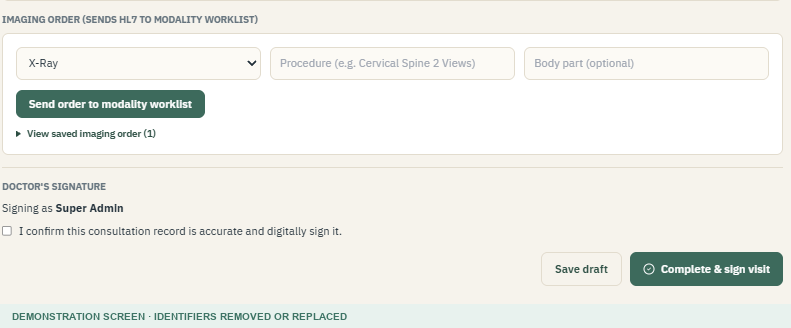 IMAGING ORDER (SENDS HL7 TO MODALITY WORKLIST)
X-Ray
Procedure (e.g. Cervical Spine 2 Views)
Body part (optional)
Send order to modality worklist
View saved imaging order (1)
DOCTOR'S SIGNATURE
Signing as Super Admin
I confirm this consultation record is accurate and digitally sign it.
Save draft
Complete & sign visit
DEMONSTRATION SCREEN · IDENTIFIERS REMOVED OR REPLACED